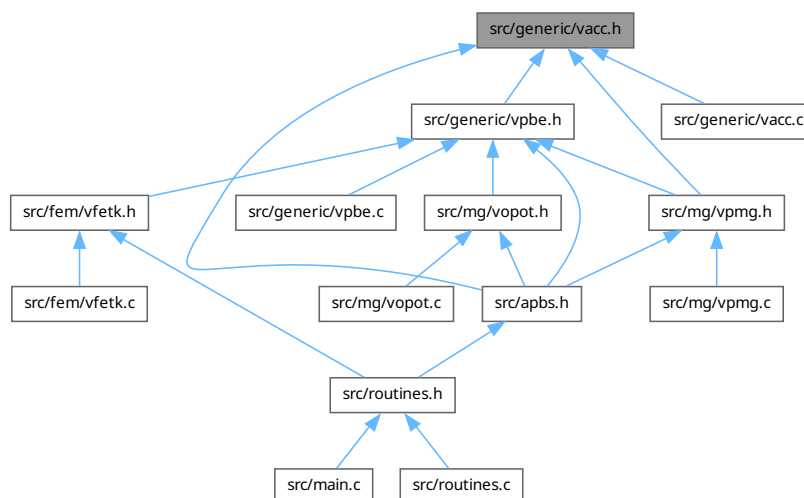 src/generic/vacc.h
src/generic/vpbe.h
src/generic/vacc.c
src/fem/vfetk.h
src/generic/vpbe.c
src/mg/vopot.h
src/mg/vpmg.h
src/fem/vfetk.c
src/mg/vopot.c
src/apbs.h
src/mg/vpmg.c
src/routines.h
src/main.c
src/routines.c